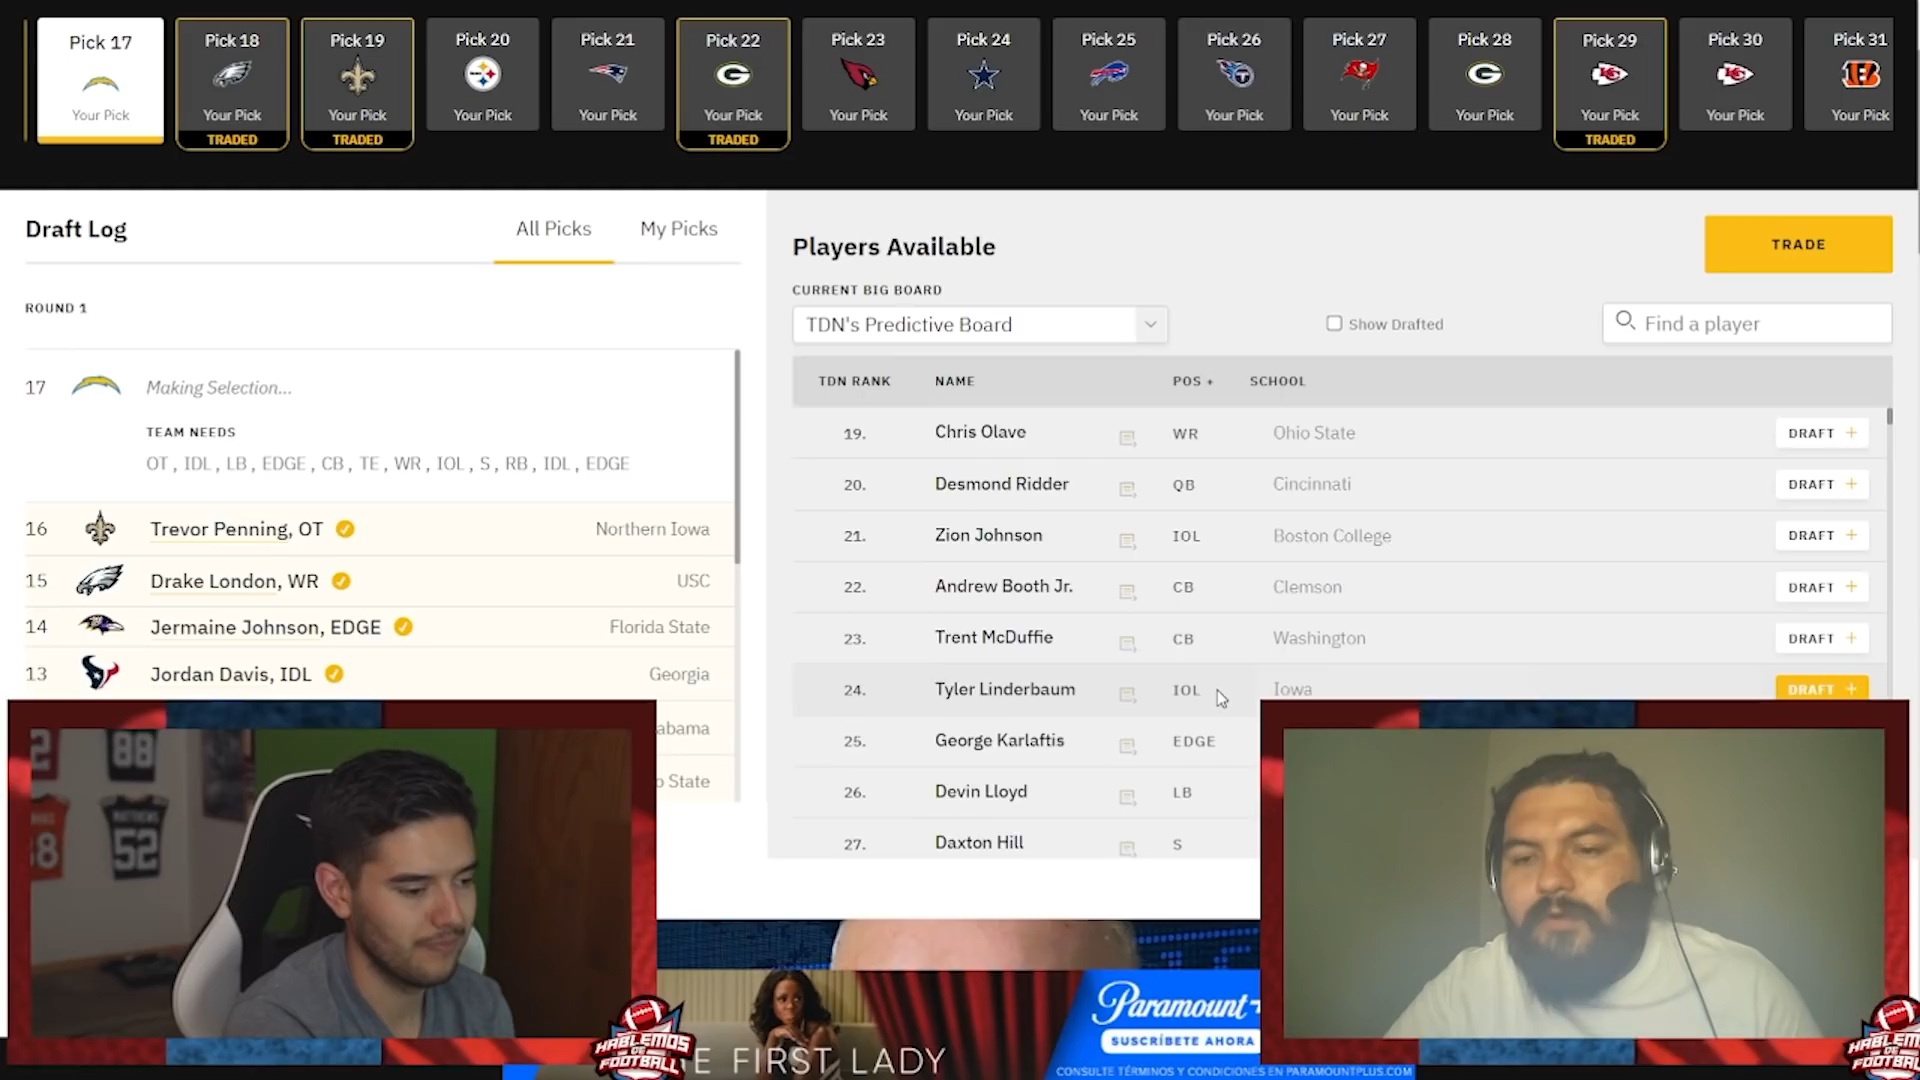 Pick 17
Your Pick
Pick 18
Your Pick
TRADED
Pick 19
Your Pick
TRADED
Pick 20
Your Pick
Pick 21
Your Pick
Pick 22
Your Pick
TRADED
Pick 23
Your Pick
Pick 24
Your Pick
Pick 25
Your Pick
Pick 26
Your Pick
Pick 27
Your Pick
Pick 28
Your Pick
Pick 29
Your Pick
TRADED
Pick 30
Your Pick
Pick 31
Your Pick
Draft Log
All Picks
My Picks
ROUND 1
17 Making Selection...
TEAM NEEDS
OT , IDL , LB , EDGE , CB , TE , WR , IOL , S , RB , IDL , EDGE
16 Trevor Penning, OT Northern Iowa
15 Drake London, WR USC
14 Jermaine Johnson, EDGE Florida State
13 Jordan Davis, IDL Georgia
abama
o State
Players Available
TRADE
CURRENT BIG BOARD
TDN's Predictive Board
Show Drafted
Find a player
TDN RANK NAME POS + SCHOOL
19. Chris Olave WR Ohio State DRAFT +
20. Desmond Ridder QB Cincinnati DRAFT +
21. Zion Johnson IOL Boston College DRAFT +
22. Andrew Booth Jr. CB Clemson DRAFT +
23. Trent McDuffie CB Washington DRAFT +
24. Tyler Linderbaum IOL Iowa DRAFT +
25. George Karlaftis EDGE
26. Devin Lloyd LB
27. Daxton Hill S
2
88
38
52
HABLEMOS
DE
FOOTBALL
E FIRST LADY
Paramount+
SUSCRÍBETE AHORA
CONSULTE TÉRMINOS Y CONDICIONES EN PARAMOUNTPLUS.COM
HABLEM
DE
FOOTBAL